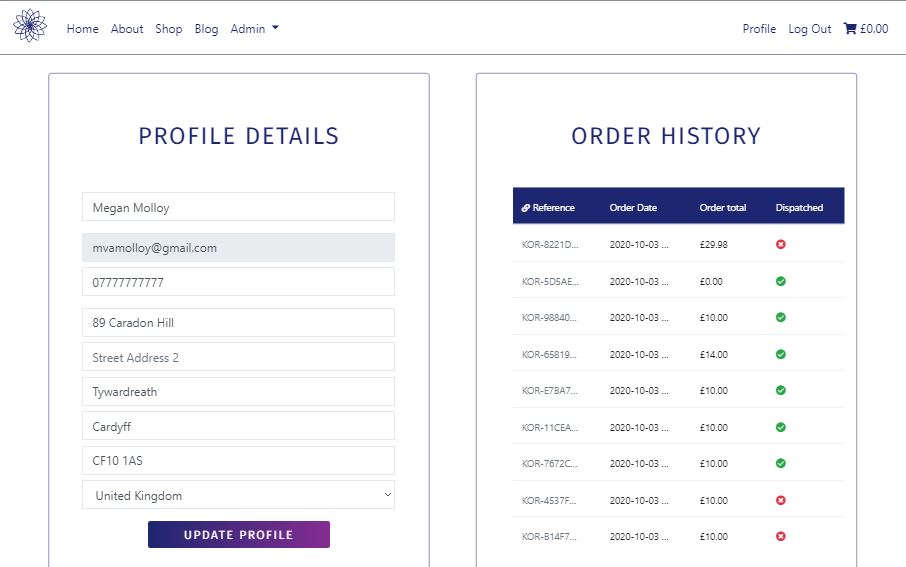 Home About Shop Blog Admin Profile Log Out £0.00
PROFILE DETAILS
Megan Molloy
mvamolloy@gmail.com
07777777777
89 Caradon Hill
Street Address 2
Tywardreath
Cardyff
CF10 1AS
United Kingdom
UPDATE PROFILE
ORDER HISTORY
Reference Order Date Order total Dispatched
KOR-8221D... 2020-10-03 ... £29.98
KOR-5D5AE... 2020-10-03 ... £0.00
KOR-98840... 2020-10-03 ... £10.00
KOR-65819... 2020-10-03 ... £14.00
KOR-E7BA7... 2020-10-03 ... £10.00
KOR-11CEA... 2020-10-03 ... £10.00
KOR-7672C... 2020-10-03 ... £10.00
KOR-4537F... 2020-10-03 ... £10.00
KOR-B14F7... 2020-10-03 ... £10.00